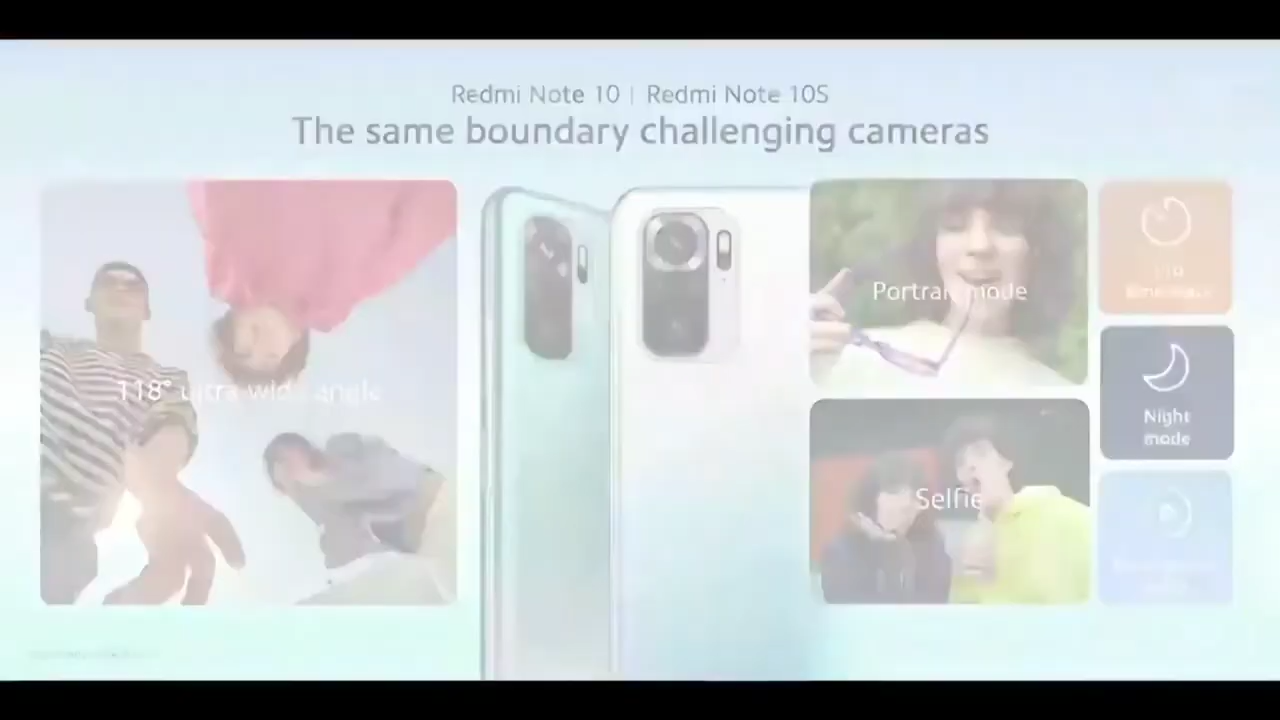 Redmi Note 10 | Redmi Note 10S
The same boundary challenging cameras
118° ultra wide angle
Portrait mode
Selfie
Night
mode